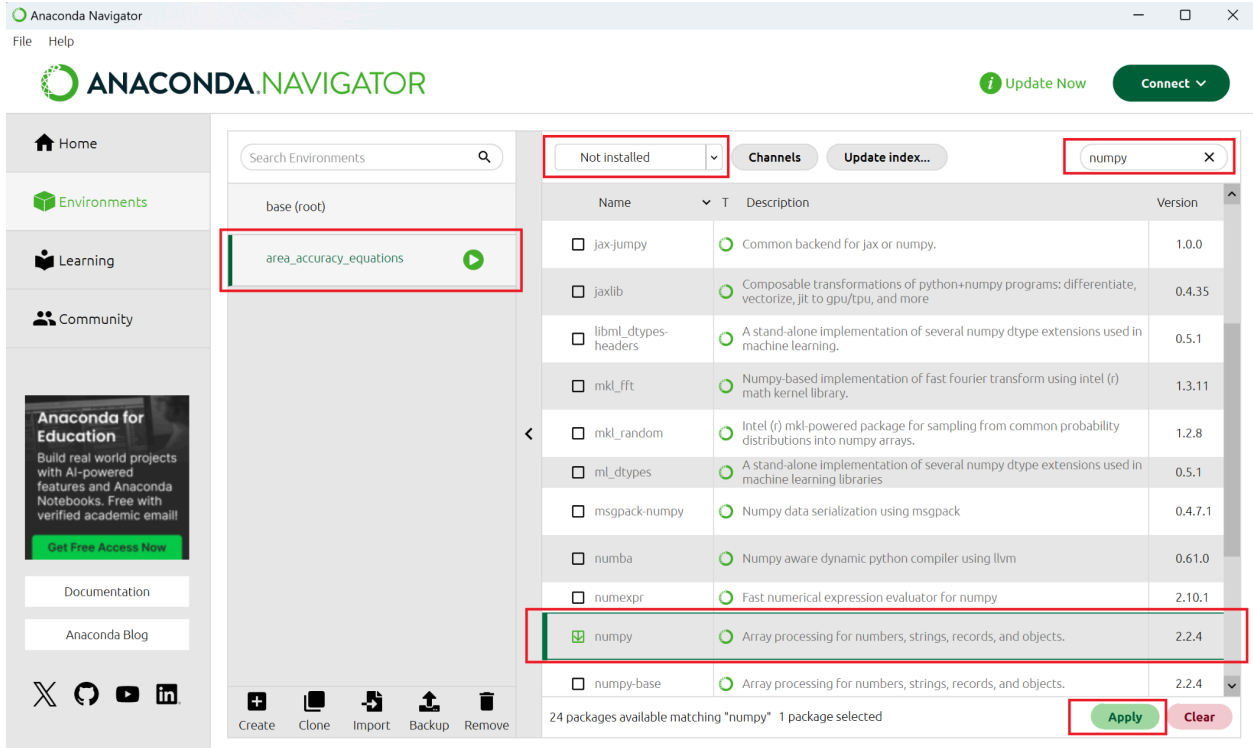 Anaconda Navigator
File Help
ANACONDA.NAVIGATOR
i Update Now
Connect
Home
Environments
Learning
Community
Anaconda for
Education
Build real world projects
with AI-powered
features and Anaconda
Notebooks. Free with
verified academic email!
Get Free Access Now
Documentation
Anaconda Blog
Search Environments
base (root)
area_accuracy_equations
Create Clone Import Backup Remove
Not installed Channels Update index... numpy
Name T Description Version
jax-jumpy Common backend for jax or numpy. 1.0.0
jaxlib Composable transformations of python+numpy programs: differentiate, 0.4.35
vectorize, jit to gpu/tpu, and more
libml_dtypes- A stand-alone implementation of several numpy dtype extensions used in 0.5.1
headers machine learning.
mkl_fft Numpy-based implementation of fast fourier transform using intel (r) 1.3.11
math kernel library.
mkl_random Intel (r) mkl-powered package for sampling from common probability 1.2.8
distributions into numpy arrays.
ml_dtypes A stand-alone implementation of several numpy dtype extensions used in 0.5.1
machine learning libraries
msgpack-numpy Numpy data serialization using msgpack 0.4.7.1
numba Numpy aware dynamic python compiler using llvm 0.61.0
numexpr Fast numerical expression evaluator for numpy 2.10.1
numpy Array processing for numbers, strings, records, and objects. 2.2.4
numpy-base Array processing for numbers, strings, records, and objects. 2.2.4
24 packages available matching "numpy" 1 package selected Apply Clear